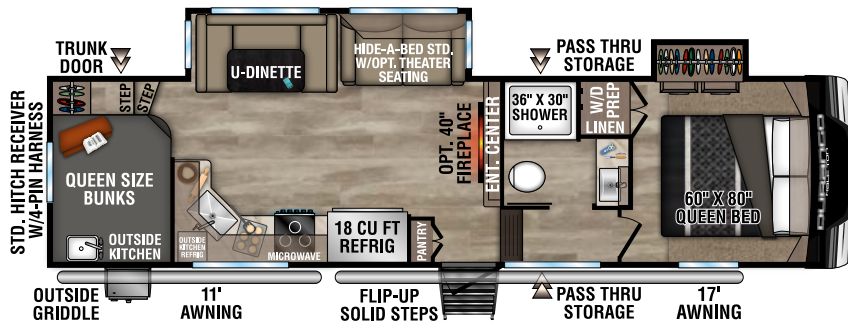 TRUNK
DOOR
PASS THRU
STORAGE
U-DINETTE
HIDE-A-BED STD.
W/OPT. THEATER
SEATING
STEP
STEP
STD. HITCH RECEIVER
W/4-PIN HARNESS
QUEEN SIZE
BUNKS
OUTSIDE
KITCHEN
OUTSIDE
KITCHEN
REFRIG
MICROWAVE
18 CU FT
REFRIG
PANTRY
OPT. 40"
FIREPLACE
ENT. CENTER
36" X 30"
SHOWER
W/D
PREP
LINEN
60" X 80"
QUEEN BED
DURANGO
OUTSIDE
GRIDDLE
11'
AWNING
FLIP-UP
SOLID STEPS
PASS THRU
STORAGE
17'
AWNING